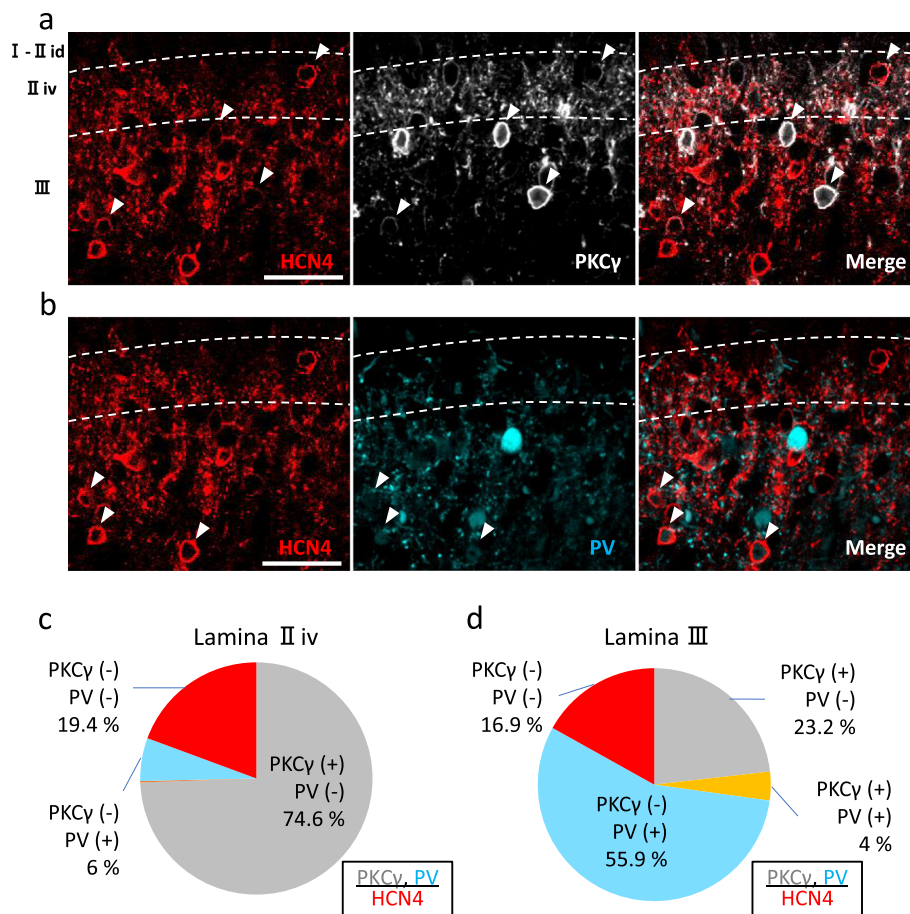 a
Ⅰ - Ⅱ id
Ⅱ iv
Ⅲ
HCN4
PKCγ
Merge
b
HCN4
PV
Merge
c
Lamina Ⅱ iv
PKCγ (-)
PV (-)
19.4 %
PKCγ (+)
PV (-)
74.6 %
PKCγ (-)
PV (+)
6 %
PKCγ, PV
HCN4
d
Lamina Ⅲ
PKCγ (-)
PV (-)
16.9 %
PKCγ (+)
PV (-)
23.2 %
PKCγ (-)
PV (+)
55.9 %
PKCγ (+)
PV (+)
4 %
PKCγ, PV
HCN4